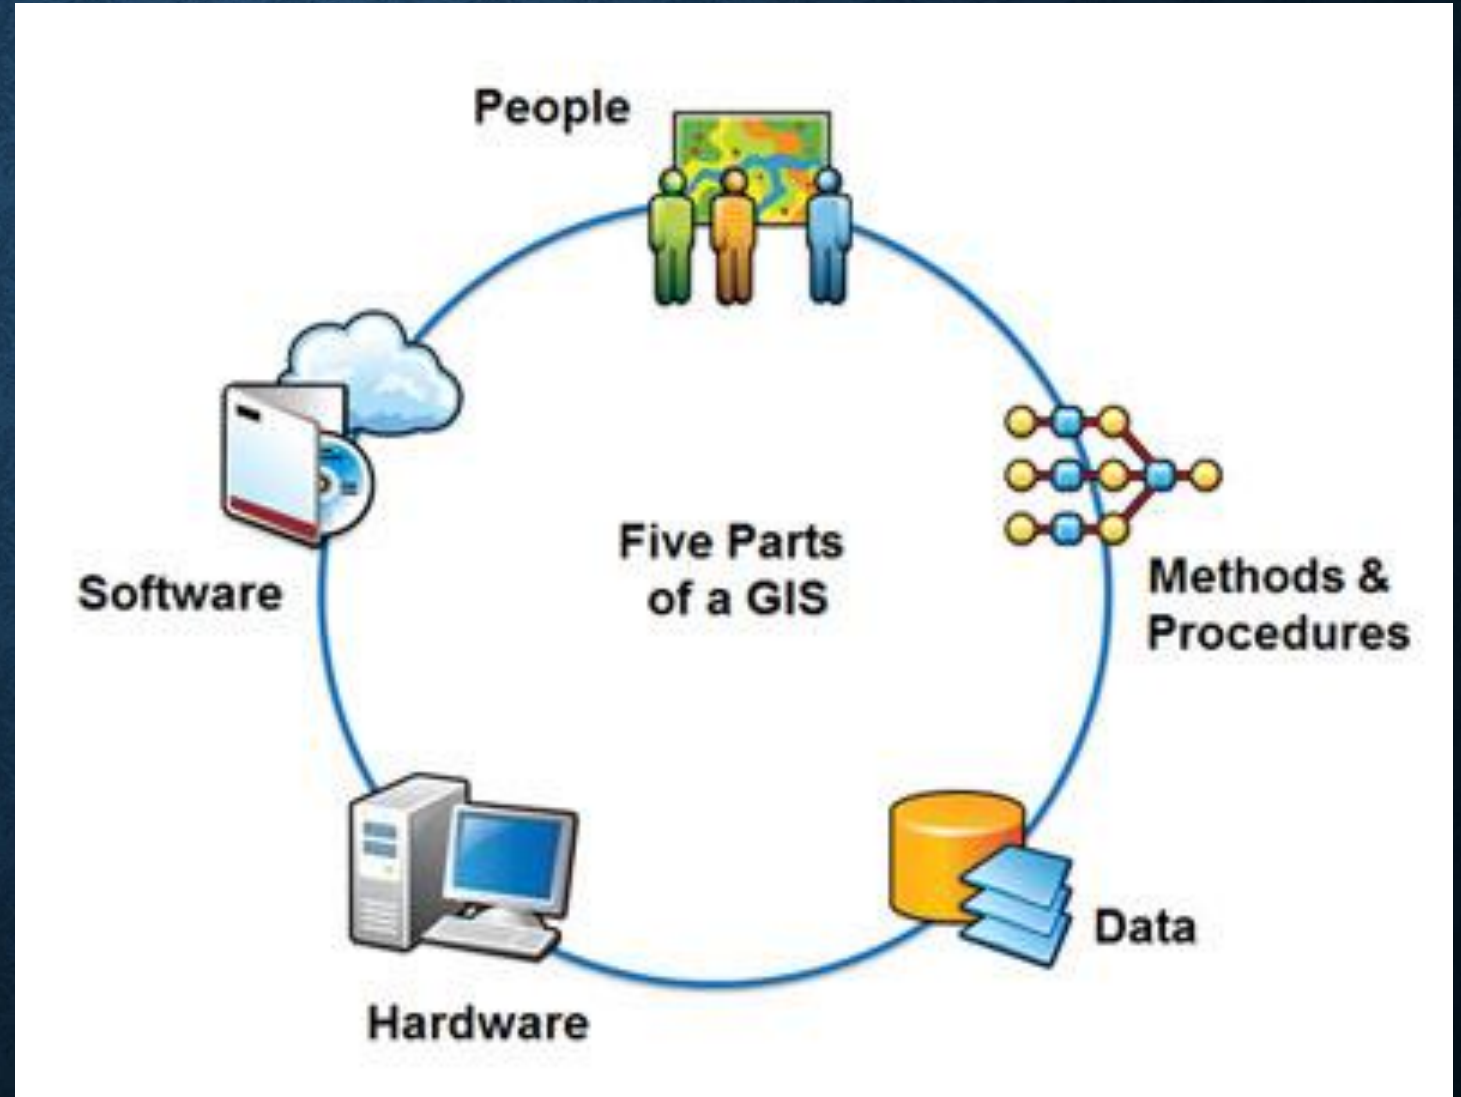 People
Five Parts
of a GIS
Methods &
Procedures
Software
Data
Hardware